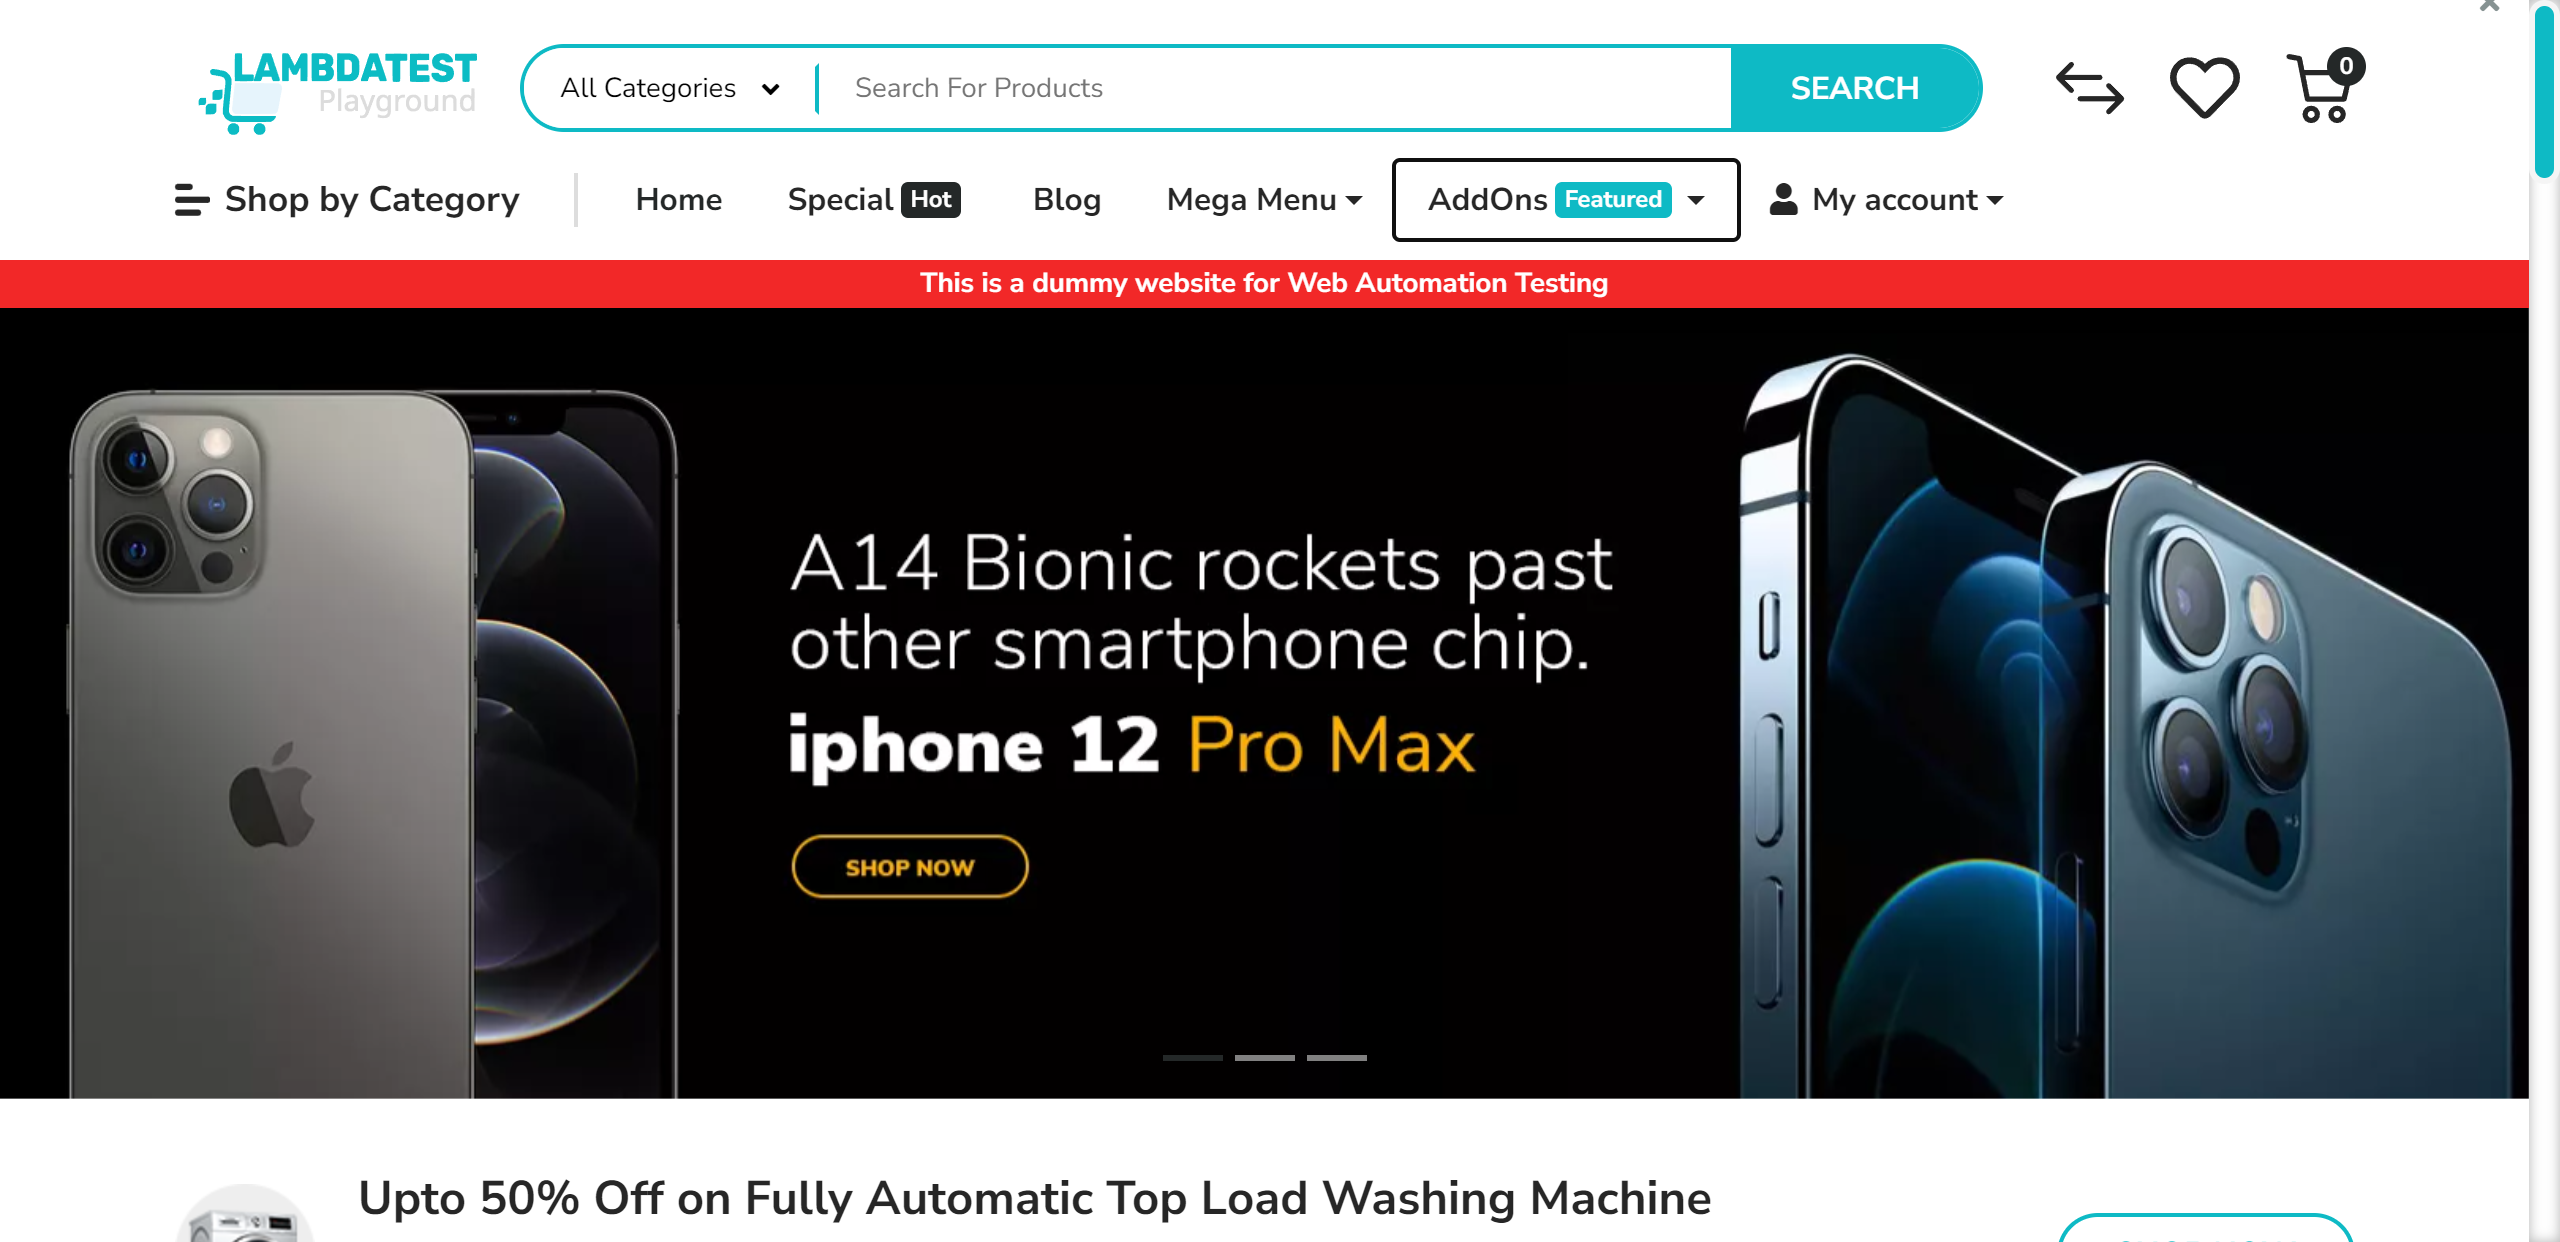 LAMBDATEST
Playground
All Categories
Search For Products
SEARCH
0
Shop by Category
Home
Special Hot
Blog
Mega Menu
AddOns Featured
My account
This is a dummy website for Web Automation Testing
A14 Bionic rockets past
other smartphone chip.
iphone 12 Pro Max
SHOP NOW
Upto 50% Off on Fully Automatic Top Load Washing Machine